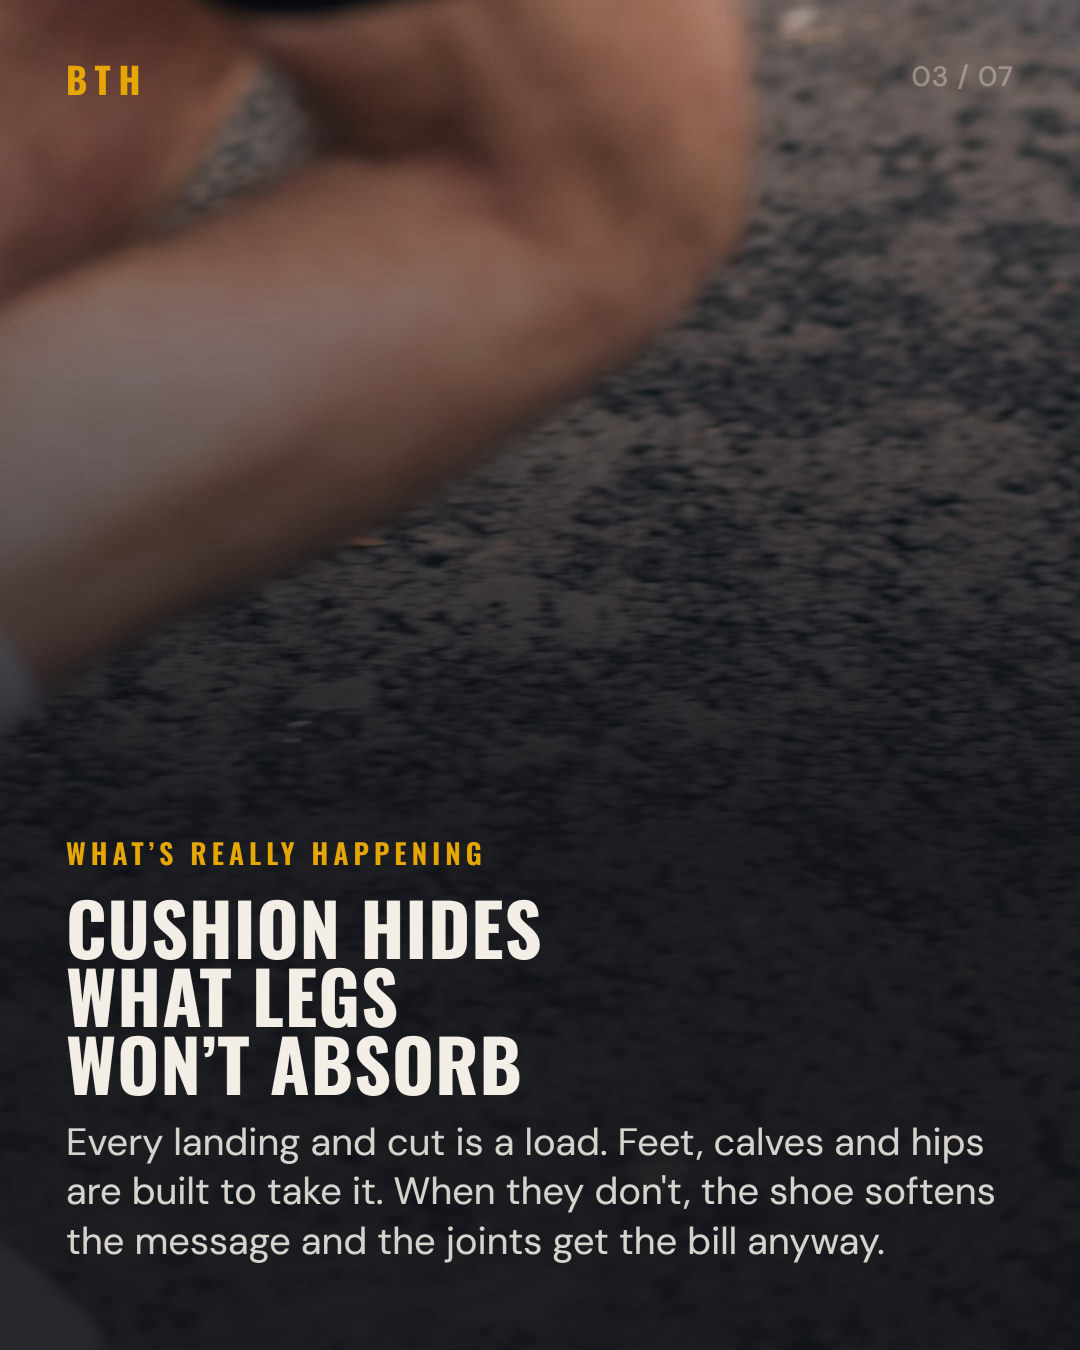 BTH
03 / 07
WHAT’S REALLY HAPPENING
CUSHION HIDES
WHAT LEGS
WON’T ABSORB
Every landing and cut is a load. Feet, calves and hips
are built to take it. When they don't, the shoe softens
the message and the joints get the bill anyway.